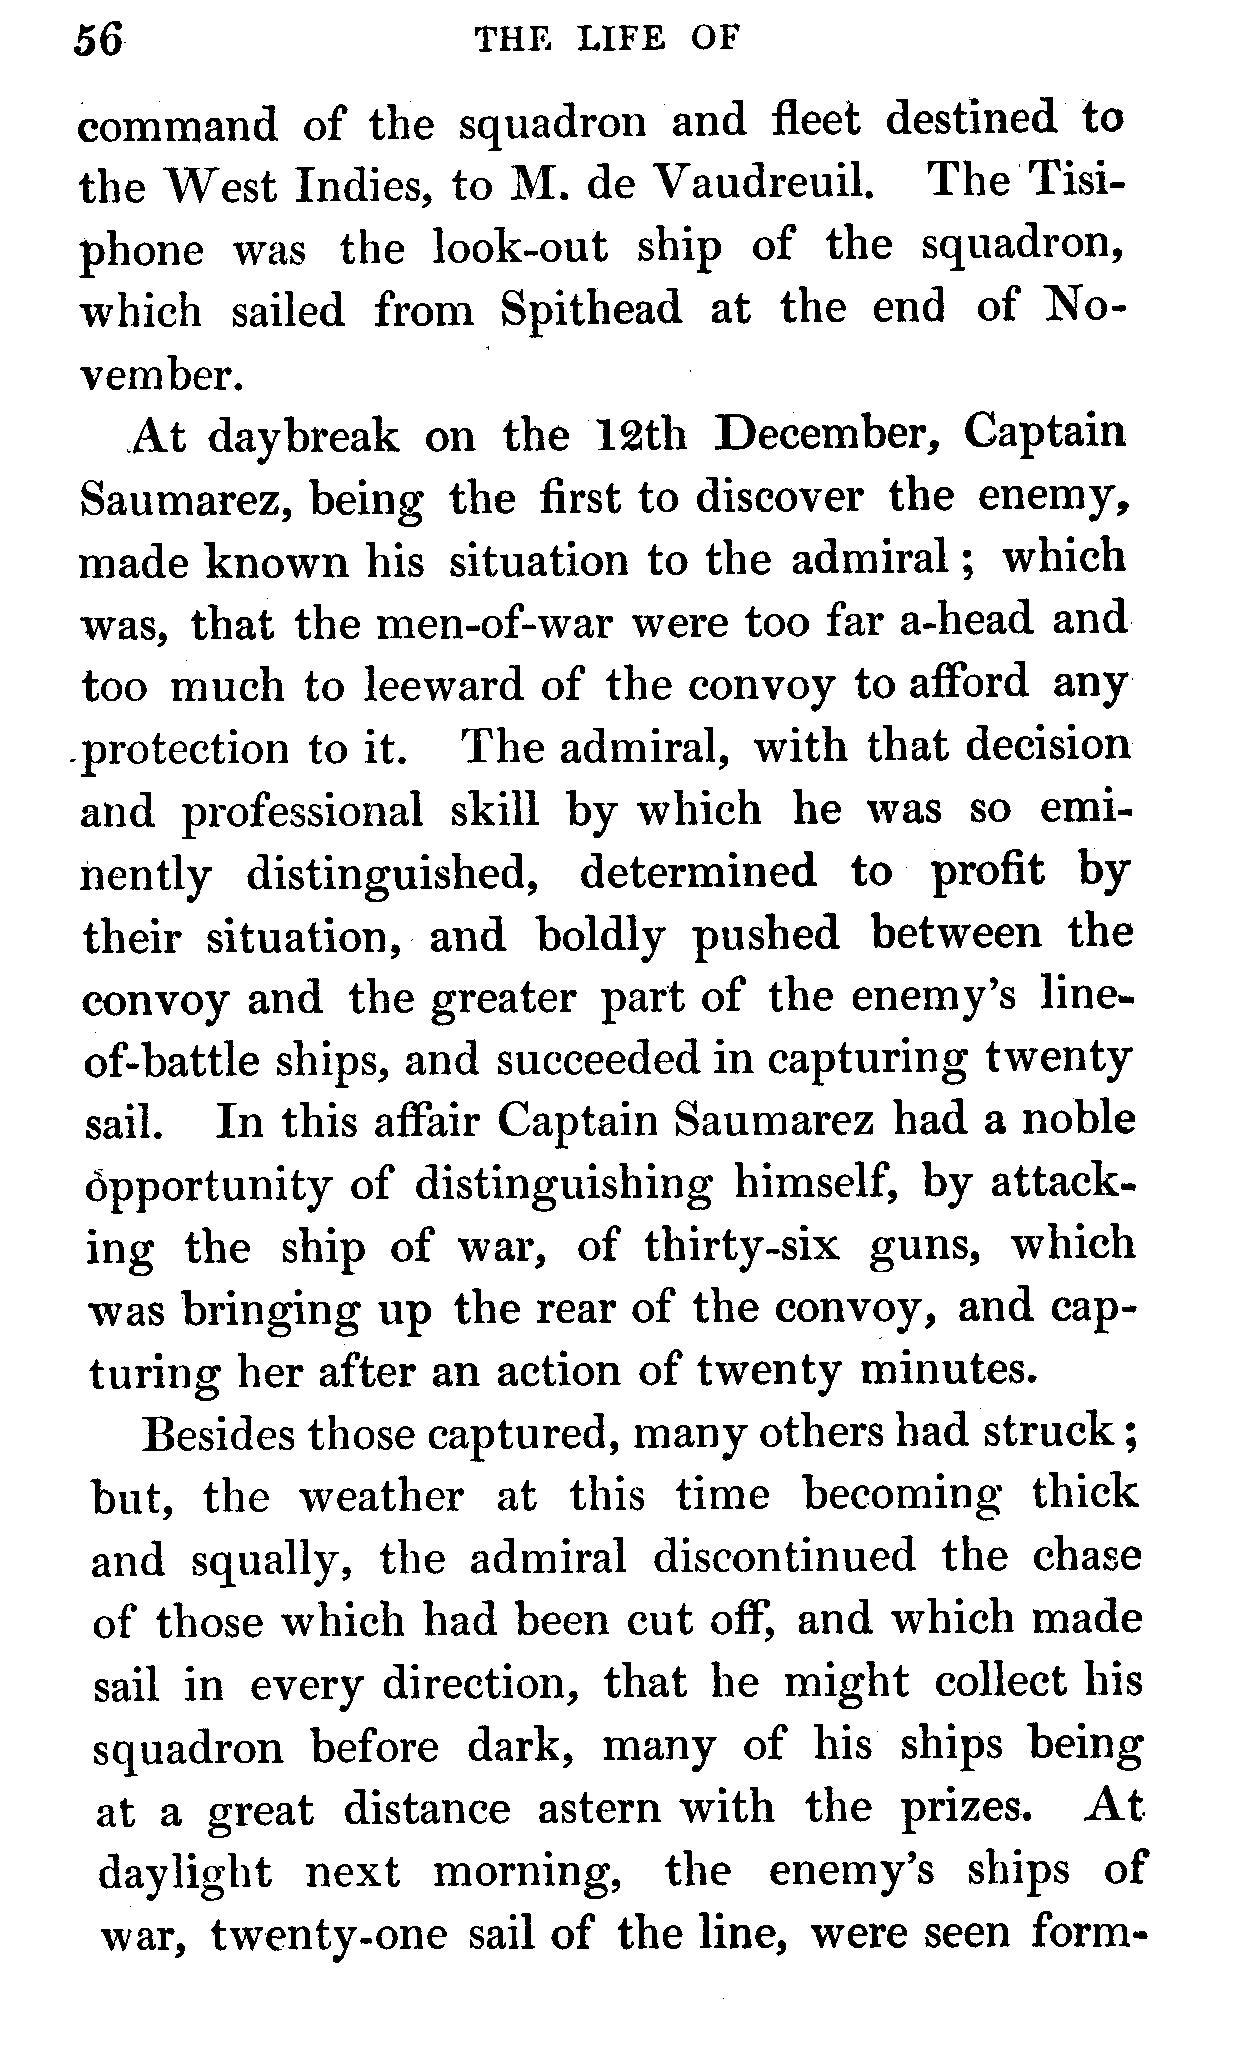 56 THE LIFE OF
command of the squadron and fleet destined to
the West Indies, to M. de Vaudreuil. The Tisi-
phone was the look-out ship of the squadron,
which sailed from Spithead at the end of No-
vember.
At daybreak on the 12th December, Captain
Saumarez, being the first to discover the enemy,
made known his situation to the admiral; which
was, that the men-of-war were too far a-head and
too much to leeward of the convoy to afford any
protection to it. The admiral, with that decision
and professional skill by which he was so emi-
nently distinguished, determined to profit by
their situation, and boldly pushed between the
convoy and the greater part of the enemy's line-
of-battle ships, and succeeded in capturing twenty
sail. In this affair Captain Saumarez had a noble
opportunity of distinguishing himself, by attack-
ing the ship of war, of thirty-six guns, which
was bringing up the rear of the convoy, and cap-
turing her after an action of twenty minutes.
Besides those captured, many others had struck;
but, the weather at this time becoming thick
and squally, the admiral discontinued the chase
of those which had been cut off, and which made
sail in every direction, that he might collect his
squadron before dark, many of his ships being
at a great distance astern with the prizes. At
daylight next morning, the enemy's ships of
war, twenty-one sail of the line, were seen form-